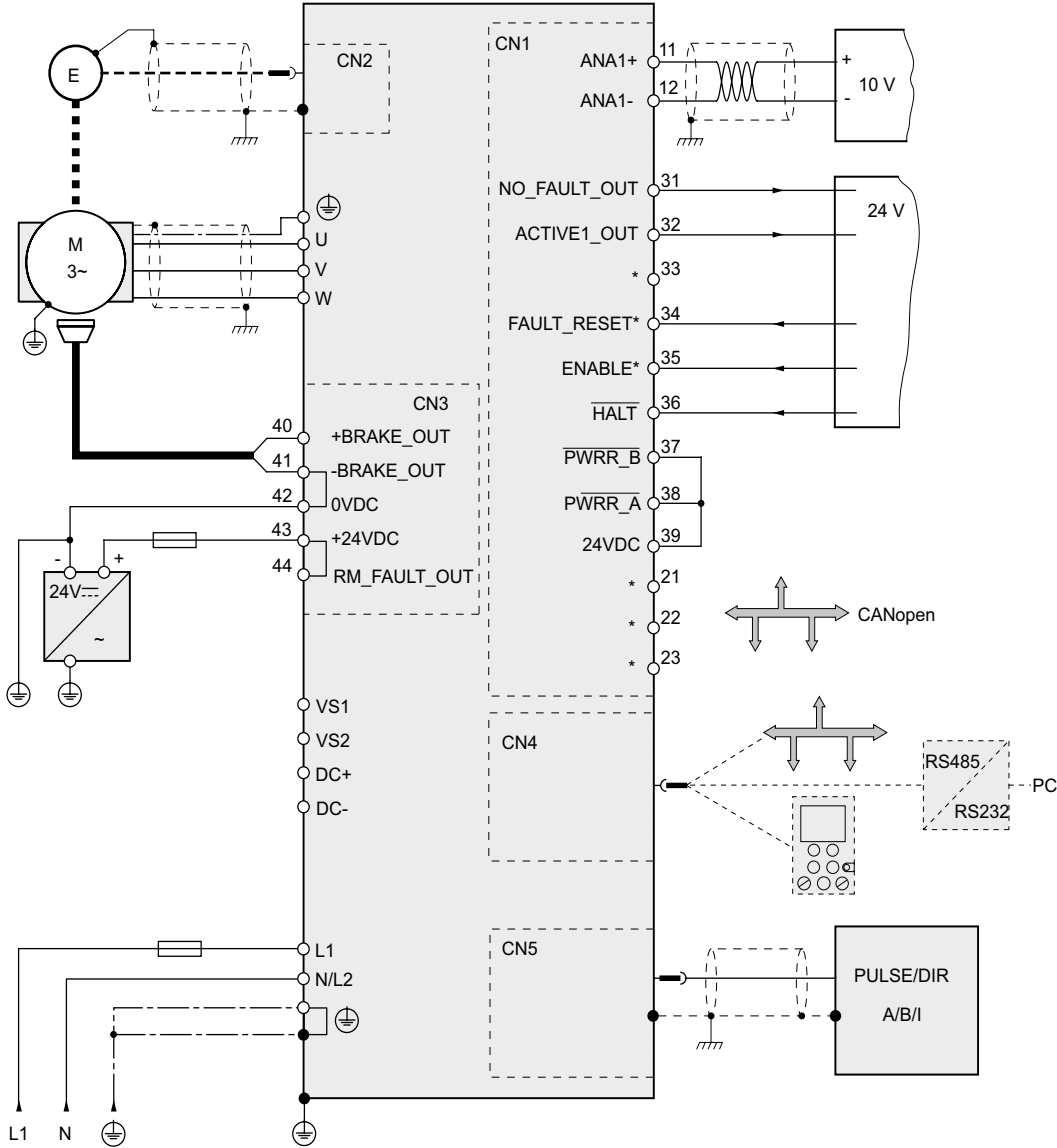 CN2
CN1
ANA1+
11
ANA1-
12
+
10 V
-
E
NO_FAULT_OUT
31
24 V
ACTIVE1_OUT
32
*
33
FAULT_RESET*
34
ENABLE*
35
HALT
36
PWRR_B
37
PWRR_A
38
24VDC
39
*
21
*
22
*
23
M
3~
U
V
W
CN3
40
+BRAKE_OUT
41
-BRAKE_OUT
42
0VDC
43
+24VDC
44
RM_FAULT_OUT
-
+
24V
~
CANopen
VS1
VS2
DC+
DC-
CN4
RS485
RS232
PC
L1
N/L2
CN5
PULSE/DIR
A/B/I
L1
N